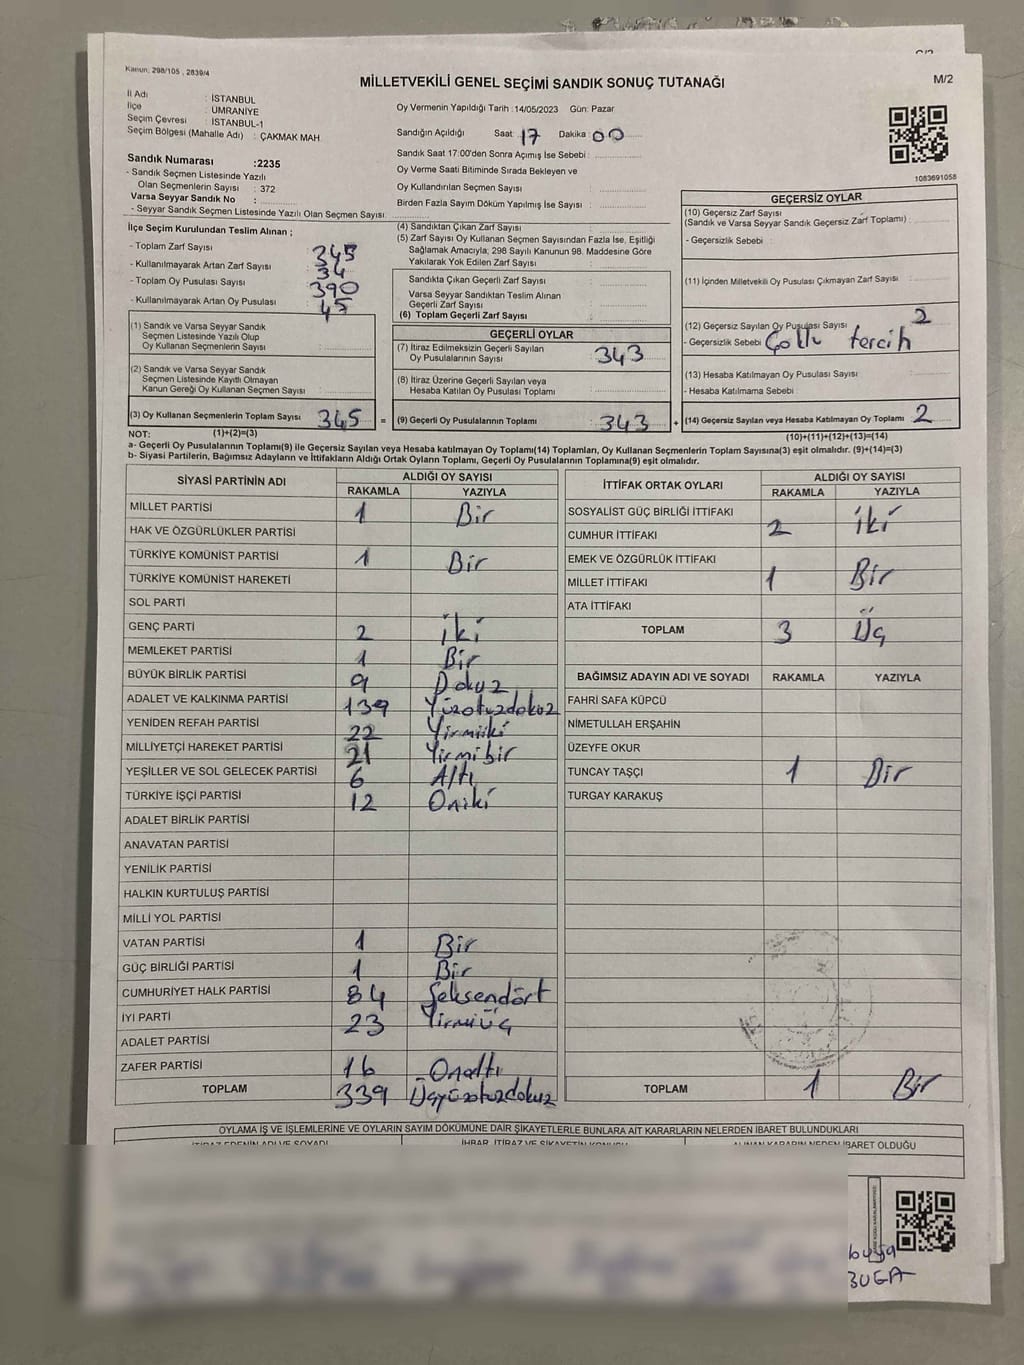 Kanun; 298/105 , 2839/4
MİLLETVEKİLİ GENEL SEÇİMİ SANDIK SONUÇ TUTANAĞI
M/2
İl Adı : İSTANBUL
İlçe : ÜMRANİYE
Seçim Çevresi : İSTANBUL-1
Seçim Bölgesi (Mahalle Adı) : ÇAKMAK MAH
Sandık Numarası :2235
- Sandık Seçmen Listesinde Yazılı
Olan Seçmenlerin Sayısı : 372
Varsa Seyyar Sandık No :
- Seyyar Sandık Seçmen Listesinde Yazılı Olan Seçmen Sayısı:
Oy Vermenin Yapıldığı Tarih :14/05/2023 Gün: Pazar
Sandığın Açıldığı Saat: 17 Dakika: 00
Sandık Saat 17:00'den Sonra Açımış İse Sebebi :
Oy Verme Saati Bitiminde Sırada Bekleyen ve
Oy Kullandırılan Seçmen Sayısı :
Birden Fazla Sayım Döküm Yapılmış İse Sayısı :
1083691058
İlçe Seçim Kurulundan Teslim Alınan ;
- Toplam Zarf Sayısı : 345
- Kullanılmayarak Artan Zarf Sayısı : 34
- Toplam Oy Pusulası Sayısı : 390
- Kullanılmayarak Artan Oy Pusulası : 45
(1) Sandık ve Varsa Seyyar Sandık
Seçmen Listesinde Yazılı Olup
Oy Kullanan Seçmenlerin Sayısı :
(2) Sandık ve Varsa Seyyar Sandık
Seçmen Listesinde Kayıtlı Olmayan
Kanun Gereği Oy Kullanan Seçmen Sayısı :
(3) Oy Kullanan Seçmenlerin Toplam Sayısı 345 =
(4) Sandıktan Çıkan Zarf Sayısı :
(5) Zarf Sayısı Oy Kullanan Seçmen Sayısından Fazla İse, Eşitliği
Sağlamak Amacıyla; 298 Sayılı Kanunun 98. Maddesine Göre
Yakılarak Yok Edilen Zarf Sayısı :
Sandıkta Çıkan Geçerli Zarf Sayısı :
Varsa Seyyar Sandıktan Teslim Alınan
Geçerli Zarf Sayısı :
(6) Toplam Geçerli Zarf Sayısı :
GEÇERLİ OYLAR
(7) İtiraz Edilmeksizin Geçerli Sayılan
Oy Pusulalarının Sayısı : 343
(8) İtiraz Üzerine Geçerli Sayılan veya
Hesaba Katılan Oy Pusulası Toplamı :
(9) Geçerli Oy Pusulalarının Toplamı : 343 +
GEÇERSİZ OYLAR
(10) Geçersiz Zarf Sayısı
(Sandık ve Varsa Seyyar Sandık Geçersiz Zarf Toplamı) :
- Geçersizlik Sebebi :
(11) İçinden Milletvekili Oy Pusulası Çıkmayan Zarf Sayısı :
(12) Geçersiz Sayılan Oy Pusulası Sayısı : 2
- Geçersizlik Sebebi Çoklu tercih
(13) Hesaba Katılmayan Oy Pusulası Sayısı :
- Hesaba Katılmama Sebebi :
(14) Geçersiz Sayılan veya Hesaba Katılmayan Oy Toplamı : 2
NOT: (1)+(2)=(3) (10)+(11)+(12)+(13)=(14)
a- Geçerli Oy Pusulalarının Toplamı(9) ile Geçersiz Sayılan veya Hesaba katılmayan Oy Toplamı(14) Toplamları, Oy Kullanan Seçmenlerin Toplam Sayısına(3) eşit olmalıdır. (9)+(14)=(3)
b- Siyasi Partilerin, Bağımsız Adayların ve İttifakların Aldığı Ortak Oyların Toplamı, Geçerli Oy Pusulalarının Toplamına(9) eşit olmalıdır.
SİYASİ PARTİNİN ADI ALDIĞI OY SAYISI
RAKAMLA YAZIYLA
MİLLET PARTİSİ 1 Bir
HAK VE ÖZGÜRLÜKLER PARTİSİ
TÜRKİYE KOMÜNİST PARTİSİ 1 Bir
TÜRKİYE KOMÜNİST HAREKETİ
SOL PARTİ
GENÇ PARTİ 2 İki
MEMLEKET PARTİSİ 1 Bir
BÜYÜK BİRLİK PARTİSİ 9 Dokuz
ADALET VE KALKINMA PARTİSİ 139 Yüzotuzdokuz
YENİDEN REFAH PARTİSİ 22 Yirmiiki
MİLLİYETÇİ HAREKET PARTİSİ 21 Yirmibir
YEŞİLLER VE SOL GELECEK PARTİSİ 6 Altı
TÜRKİYE İŞÇİ PARTİSİ 12 Oniki
ADALET BİRLİK PARTİSİ
ANAVATAN PARTİSİ
YENİLİK PARTİSİ
HALKIN KURTULUŞ PARTİSİ
MİLLİ YOL PARTİSİ
VATAN PARTİSİ 1 Bir
GÜÇ BİRLİĞİ PARTİSİ 1 Bir
CUMHURİYET HALK PARTİSİ 84 Seksendört
İYİ PARTİ 23 Yirmiüç
ADALET PARTİSİ
ZAFER PARTİSİ 16 Onaltı
TOPLAM 339 Üçyüzotuzdokuz
İTTİFAK ORTAK OYLARI ALDIĞI OY SAYISI
RAKAMLA YAZIYLA
SOSYALİST GÜÇ BİRLİĞİ İTTİFAKI
CUMHUR İTTİFAKI 2 İki
EMEK VE ÖZGÜRLÜK İTTİFAKI
MİLLET İTTİFAKI 1 Bir
ATA İTTİFAKI
TOPLAM 3 Üç
BAĞIMSIZ ADAYIN ADI VE SOYADI RAKAMLA YAZIYLA
FAHRİ SAFA KÜPCÜ
NİMETULLAH ERŞAHİN
ÜZEYFE OKUR
TUNCAY TAŞÇI 1 Bir
TURGAY KARAKUŞ
TOPLAM 1 Bir
OYLAMA İŞ VE İŞLEMLERİNE VE OYLARIN SAYIM DÖKÜMÜNE DAİR ŞİKAYETLERLE BUNLARA AİT KARARLARIN NELERDEN İBARET BULUNDUKLARI
İTİRAZ EDENİN ADI VE SOYADI İHBAR, İTİRAZ VE ŞİKAYETİN KONUSU ALINAN KARARIN NEDEN İBARET OLDUĞU
BUGA